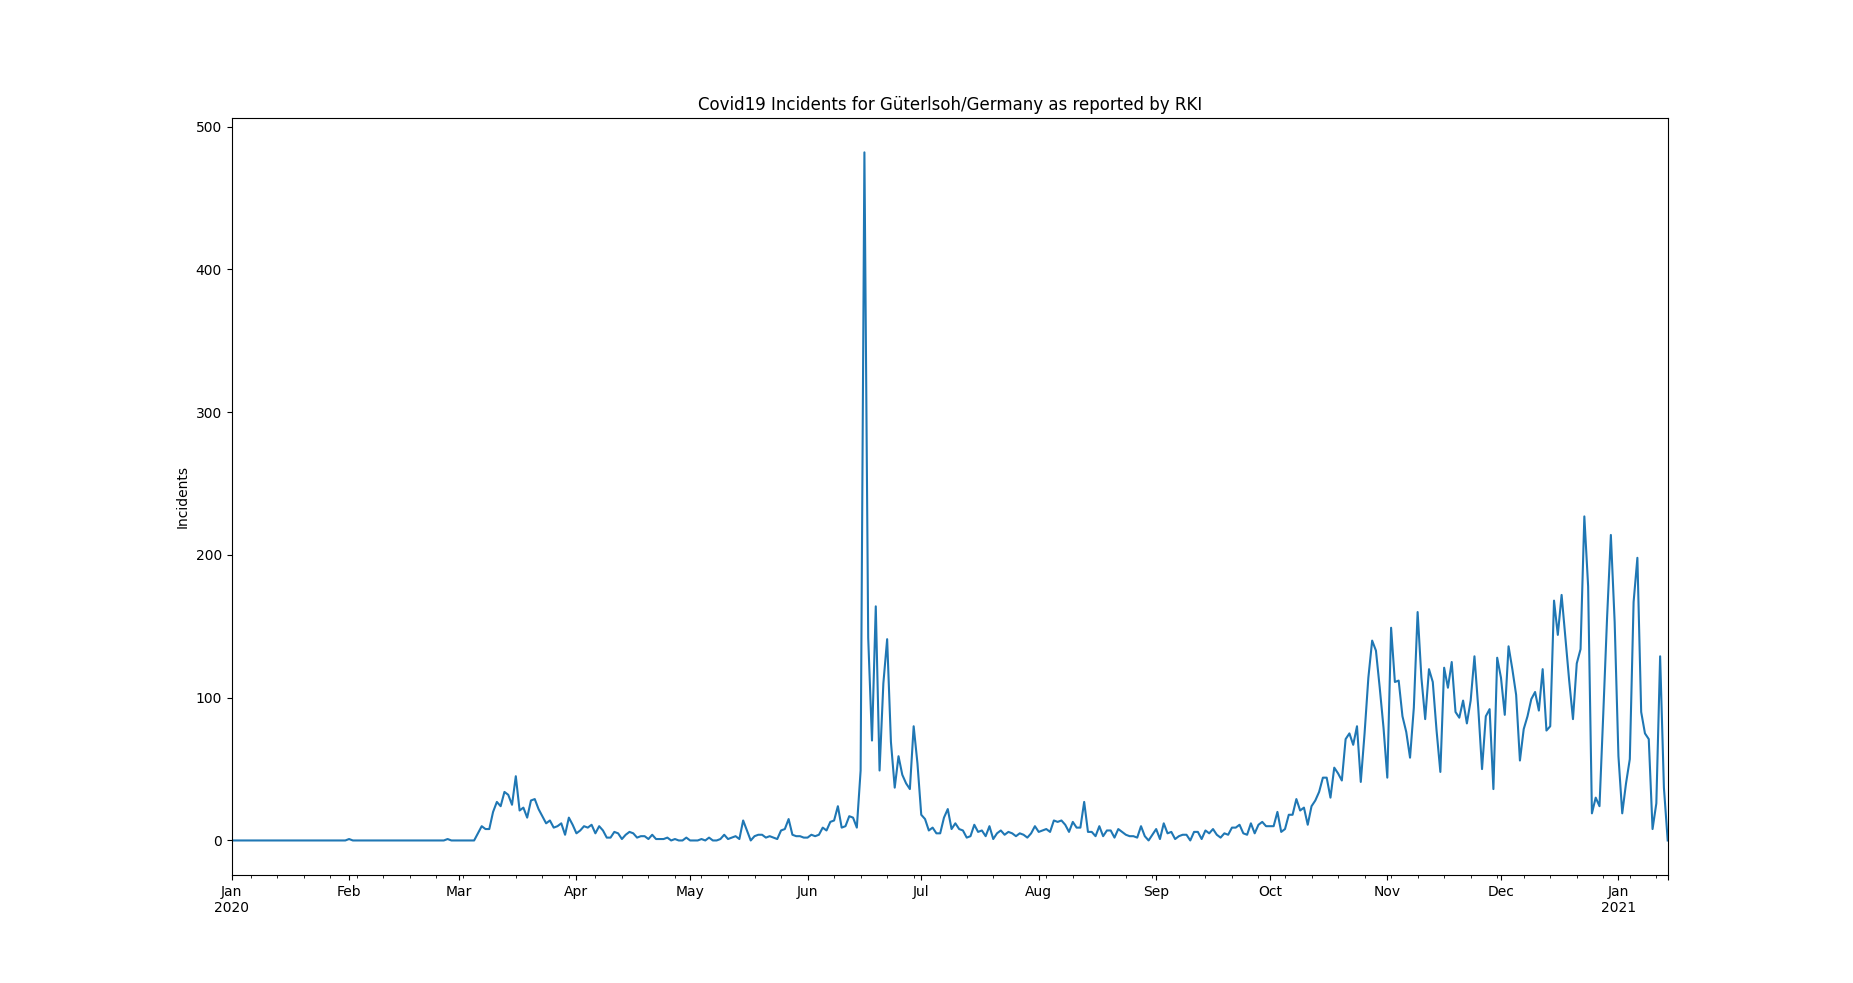 Covid19 Incidents for Güterlsoh/Germany as reported by RKI
500
400
300
200
100
0
Incidents
Jan Feb Mar Apr May Jun Jul Aug Sep Oct Nov Dec Jan
2020 2021